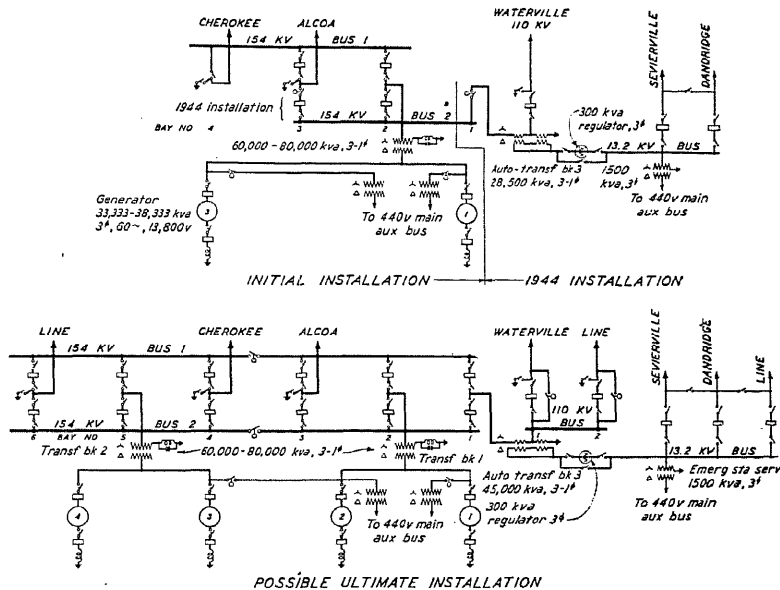 CHEROKEE
ALCOA
WATERVILLE
110 KV
SEVIERVILLE
DANDRIDGE
154 KV BUS 1
1944 installation
154 KV BUS 2
BAY NO 4 3 2 1
300 kva
regulator, 3ϕ
13.2 KV BUS
60,000-80,000 kva, 3-1ϕ
Auto-transf bk 3
28,500 kva, 3-1ϕ
1500
kva, 3ϕ
Generator
33,333-38,333 kva
3ϕ, 60~, 13,800v
3
1
To 440v main
aux bus
To 440v main
aux bus
INITIAL INSTALLATION
1944 INSTALLATION
LINE
CHEROKEE
ALCOA
WATERVILLE
LINE
SEVIERVILLE
DANDRIDGE
LINE
154 KV BUS 1
154 KV BUS 2
6 BAY NO 5 4 3 2 1
110 KV
BUS
1 2
13.2 KV BUS
Transf bk 2
60,000-80,000 kva, 3-1ϕ
Transf bk 1
Auto transf bk 3
45,000 kva, 3-1ϕ
300 kva
regulator 3ϕ
Emerg sta serv
1500 kva, 3ϕ
4
3
2
1
To 440v main
aux bus
To 440v main
aux bus
POSSIBLE ULTIMATE INSTALLATION